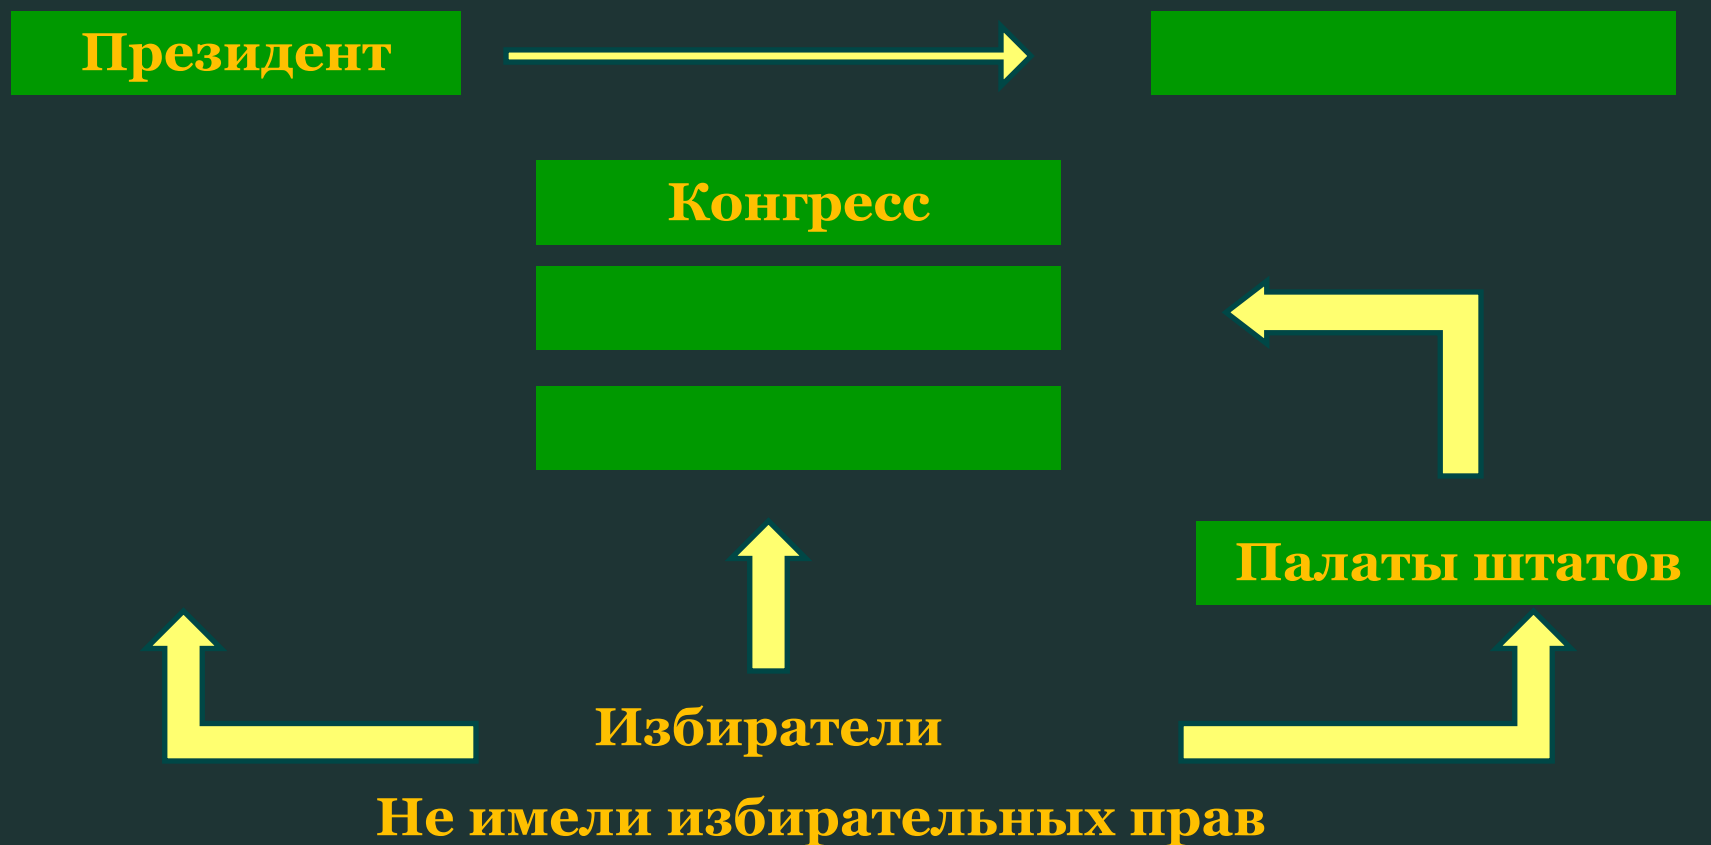 Президент
Конгресс
Палаты штатов
Избиратели
Не имели избирательных прав